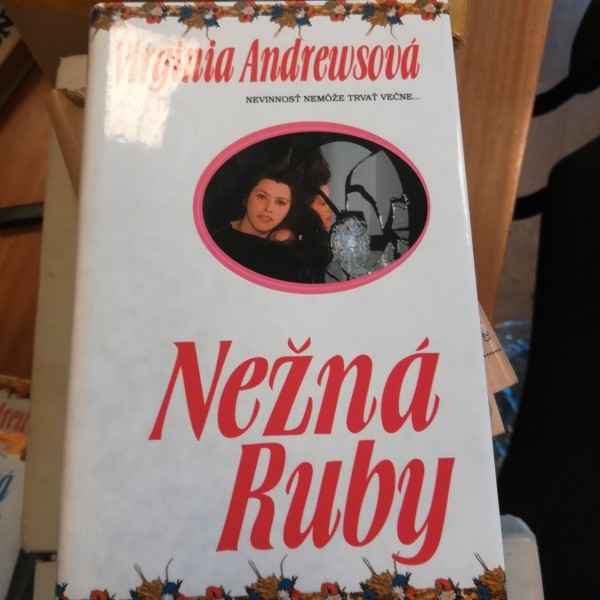 Virginia Andrewsová
NEVINNOSŤ NEMÔŽE TRVAŤ VEČNE...
Nežná
Ruby